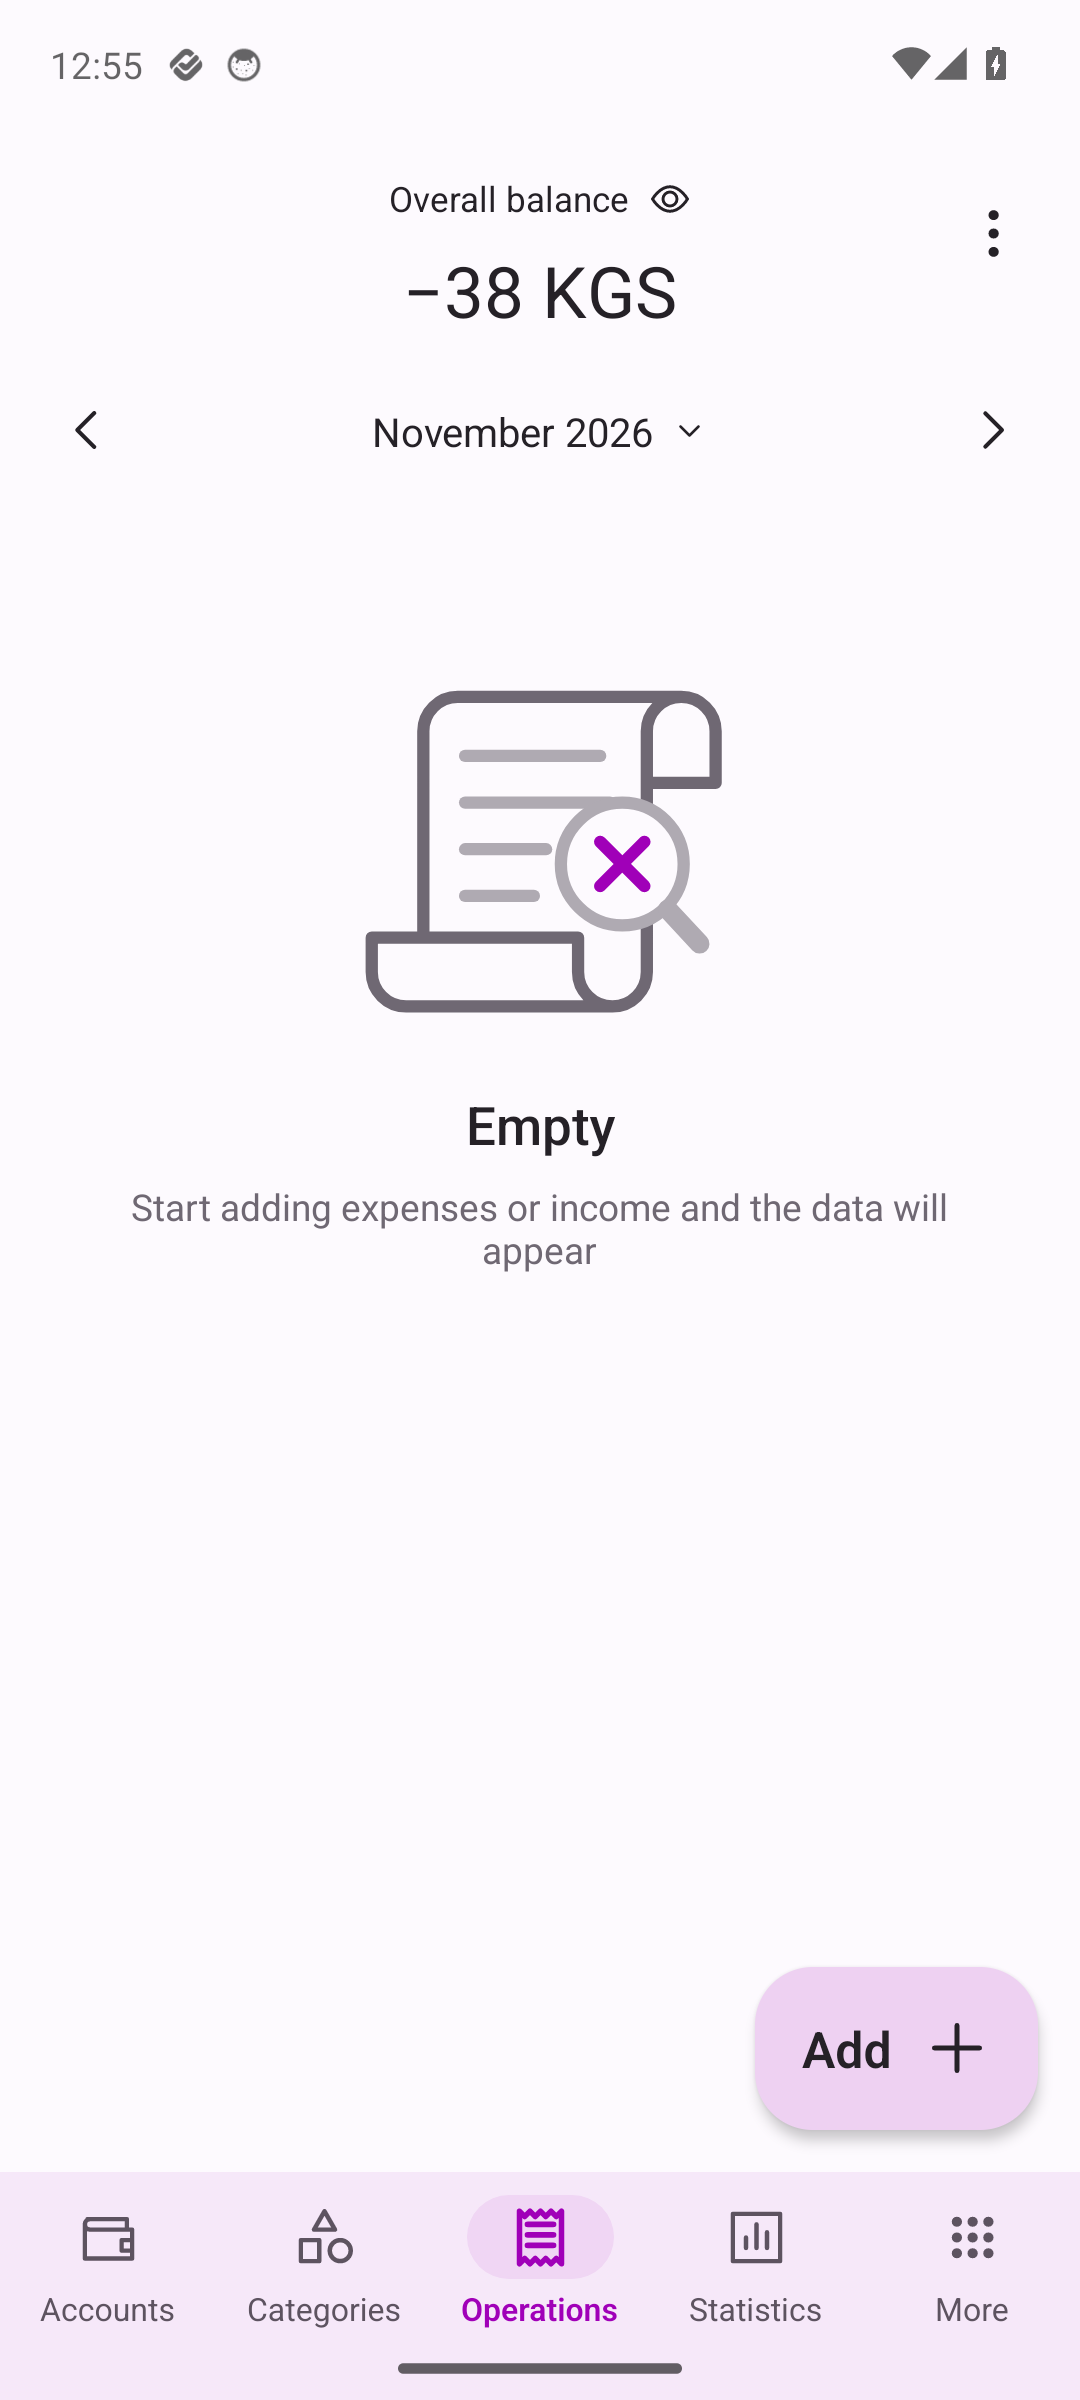 12:55
Overall balance
−38 KGS
November 2026
Empty
Start adding expenses or income and the data will
appear
Add
Accounts
Categories
Operations
Statistics
More